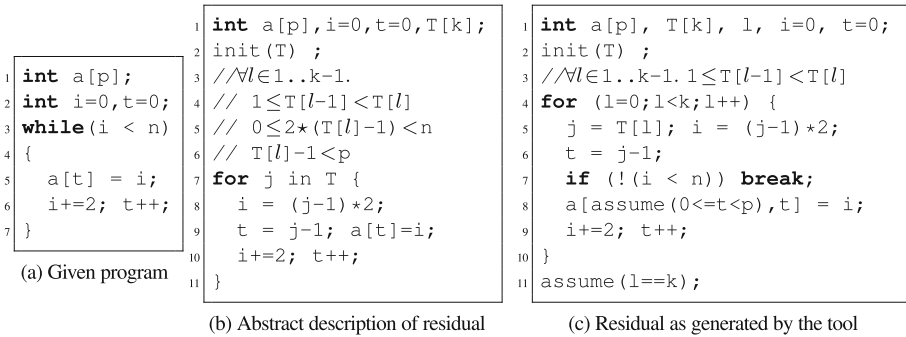 1 int a[p];
2 int i=0,t=0;
3 while(i < n)
4 {
5 a[t] = i;
6 i+=2; t++;
7 }
(a) Given program
1 int a[p],i=0,t=0,T[k];
2 init(T) ;
3 //∀l∈1..k-1.
4 // 1≤T[l-1]<T[l]
5 // 0≤2*(T[l]-1)<n
6 // T[l]-1<p
7 for j in T {
8 i = (j-1)*2;
9 t = j-1; a[t]=i;
10 i+=2; t++;
11 }
(b) Abstract description of residual
1 int a[p], T[k], l, i=0, t=0;
2 init(T) ;
3 //∀l∈1..k-1. 1≤T[l-1]<T[l]
4 for (l=0;l<k;l++) {
5 j = T[l]; i = (j-1)*2;
6 t = j-1;
7 if (!(i < n)) break;
8 a[assume(0<=t<p),t] = i;
9 i+=2; t++;
10 }
11 assume(l==k);
(c) Residual as generated by the tool